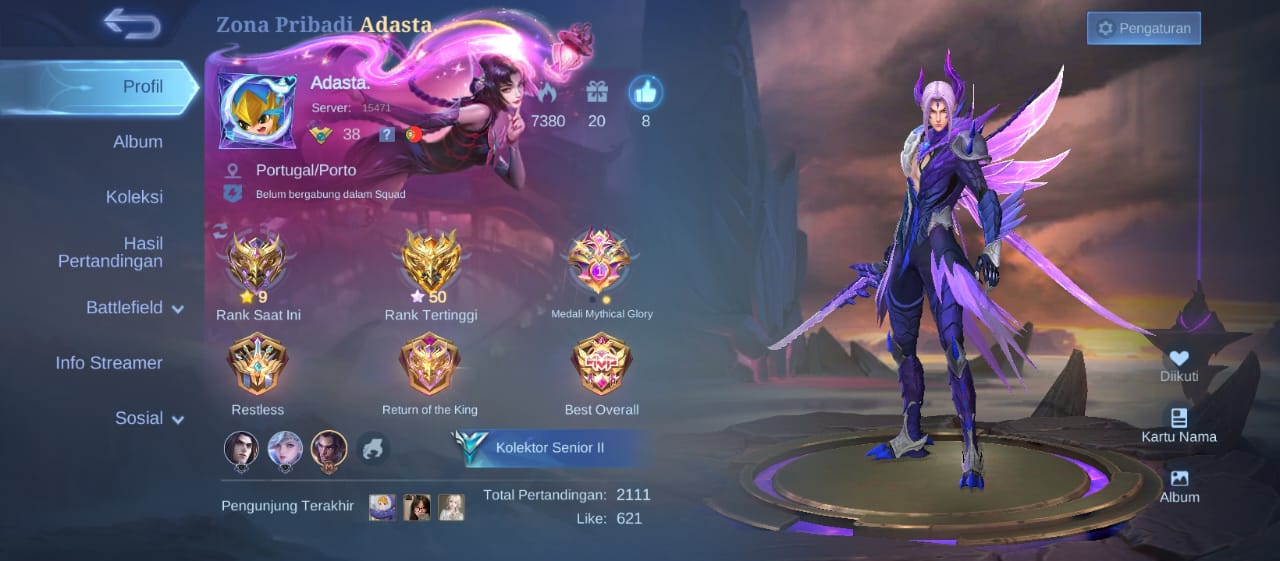 Zona Pribadi Adasta.
Pengaturan
Profil
Album
Koleksi
Hasil
Pertandingan
Battlefield
Info Streamer
Sosial
Adasta.
Server: 15471
38
?
7380
20
8
Portugal/Porto
Belum bergabung dalam Squad
9
Rank Saat Ini
50
Rank Tertinggi
1
Medali Mythical Glory
Restless
Return of the King
Best Overall
Kolektor Senior II
Pengunjung Terakhir
Total Pertandingan: 2111
Like: 621
Diikuti
Kartu Nama
Album